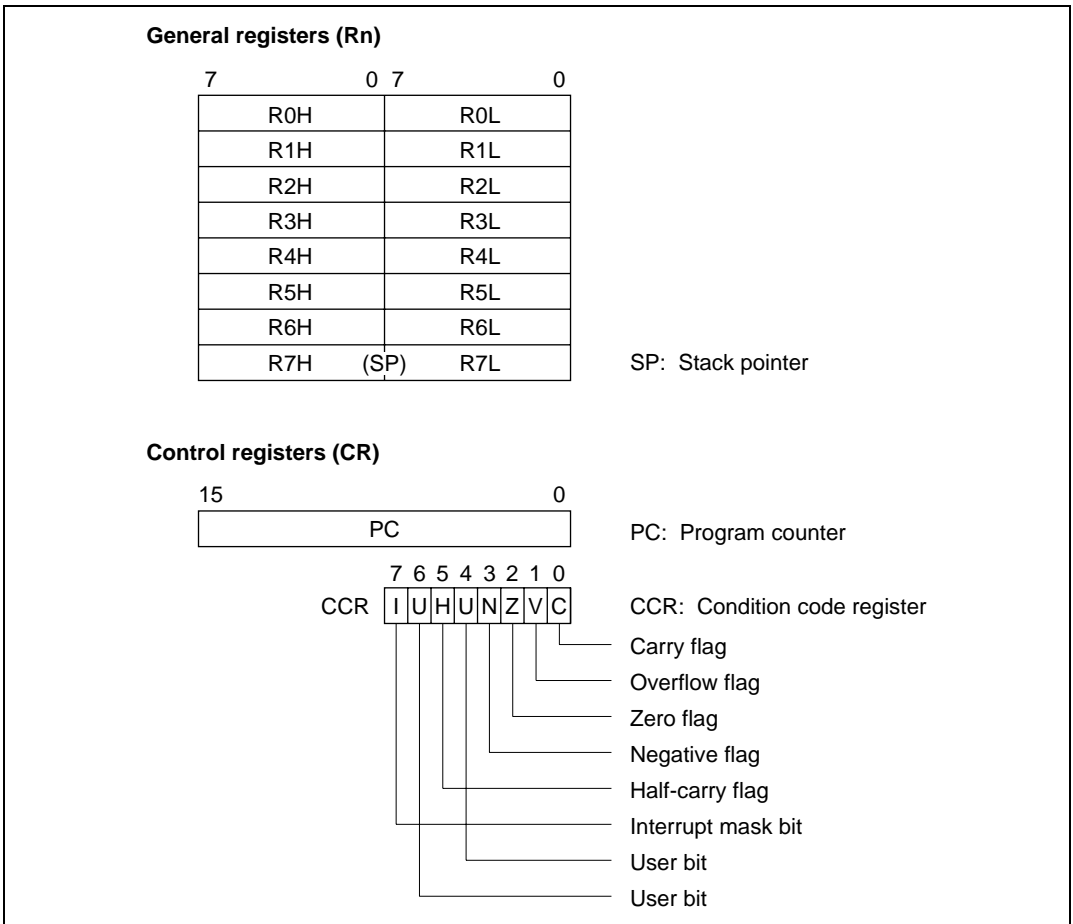 General registers (Rn)
7 0 7 0
R0H R0L
R1H R1L
R2H R2L
R3H R3L
R4H R4L
R5H R5L
R6H R6L
R7H (SP) R7L SP: Stack pointer
Control registers (CR)
15 0
PC PC: Program counter
7 6 5 4 3 2 1 0
CCR I U H U N Z V C CCR: Condition code register
Carry flag
Overflow flag
Zero flag
Negative flag
Half-carry flag
Interrupt mask bit
User bit
User bit